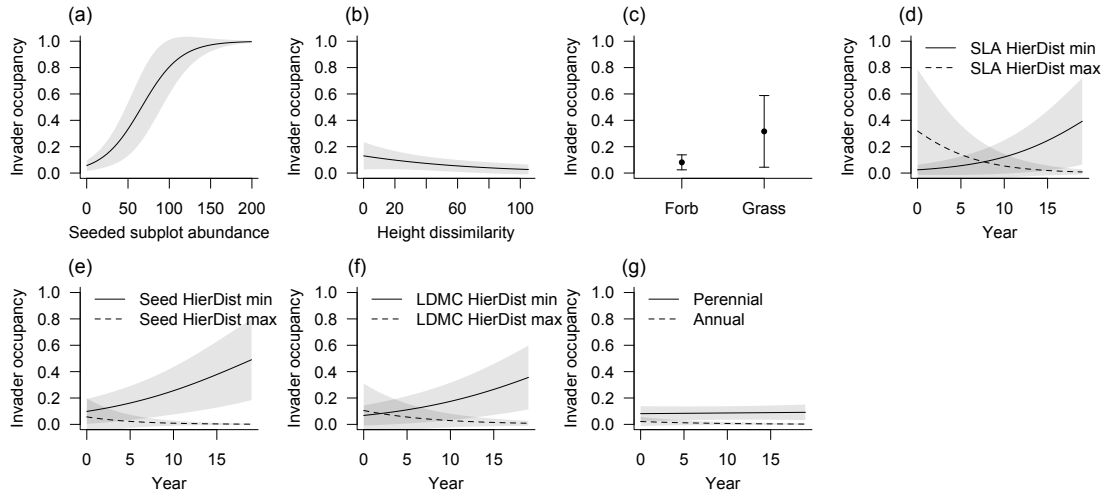 (a)
Invader occupancy
1.0
0.8
0.6
0.4
0.2
0.0
0 50 100 150 200
Seeded subplot abundance
(b)
Invader occupancy
1.0
0.8
0.6
0.4
0.2
0.0
0 20 60 100
Height dissimilarity
(c)
Invader occupancy
1.0
0.8
0.6
0.4
0.2
0.0
Forb Grass
(d)
Invader occupancy
1.0
0.8
0.6
0.4
0.2
0.0
SLA HierDist min
SLA HierDist max
0 5 10 15
Year
(e)
Invader occupancy
1.0
0.8
0.6
0.4
0.2
0.0
Seed HierDist min
Seed HierDist max
0 5 10 15
Year
(f)
Invader occupancy
1.0
0.8
0.6
0.4
0.2
0.0
LDMC HierDist min
LDMC HierDist max
0 5 10 15
Year
(g)
Invader occupancy
1.0
0.8
0.6
0.4
0.2
0.0
Perennial
Annual
0 5 10 15
Year